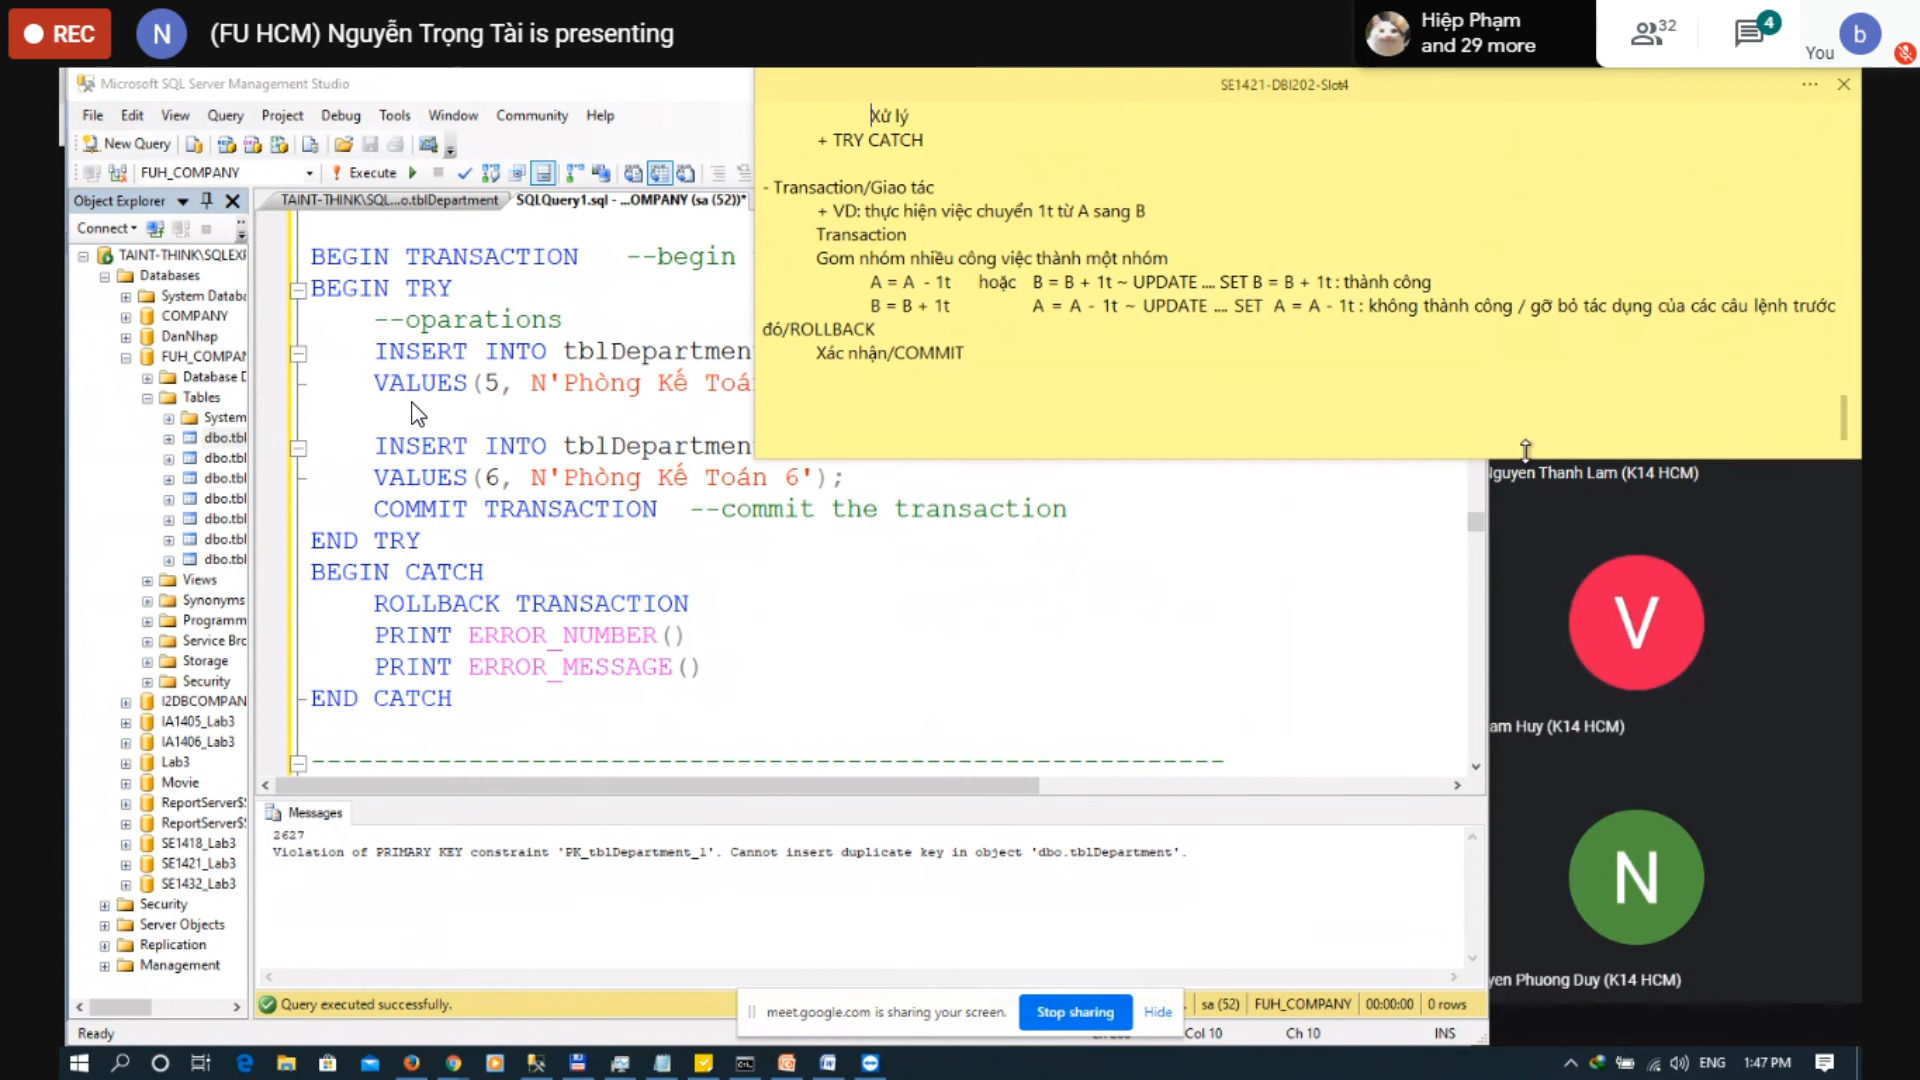 REC
N
(FU HCM) Nguyễn Trọng Tài is presenting
Hiệp Phạm
and 29 more
32
4
You
b
Microsoft SQL Server Management Studio
File Edit View Query Project Debug Tools Window Community Help
New Query
FUH_COMPANY
Execute
Object Explorer
Connect
TAINT-THINK\SQLEXI
Databases
System Databa
COMPANY
DanNhap
FUH_COMPAN
Database D
Tables
System
dbo.tbl
dbo.tbl
dbo.tbl
dbo.tbl
dbo.tbl
dbo.tbl
dbo.tbl
Views
Synonyms
Programm
Service Brc
Storage
Security
I2DBCOMPAN
IA1405_Lab3
IA1406_Lab3
Lab3
Movie
ReportServer$
ReportServer$
SE1418_Lab3
SE1421_Lab3
SE1432_Lab3
Security
Server Objects
Replication
Management
TAINT-THINK\SQL...o.tblDepartment
SQLQuery1.sql - ...OMPANY (sa (52))*
BEGIN TRANSACTION --begin
BEGIN TRY
--oparations
INSERT INTO tblDepartment
VALUES(5, N'Phòng Kế Toán
INSERT INTO tblDepartment
VALUES(6, N'Phòng Kế Toán 6');
COMMIT TRANSACTION --commit the transaction
END TRY
BEGIN CATCH
ROLLBACK TRANSACTION
PRINT ERROR_NUMBER()
PRINT ERROR_MESSAGE()
END CATCH
--------------------------------------------------
SE1421-DBI202-Slot4
Xử lý
+ TRY CATCH
- Transaction/Giao tác
+ VD: thực hiện việc chuyển 1t từ A sang B
Transaction
Gom nhóm nhiều công việc thành một nhóm
A = A - 1t hoặc B = B + 1t ~ UPDATE .... SET B = B + 1t : thành công
B = B + 1t A = A - 1t ~ UPDATE .... SET A = A - 1t : không thành công / gỡ bỏ tác dụng của các câu lệnh trước
đó/ROLLBACK
Xác nhận/COMMIT
Nguyen Thanh Lam (K14 HCM)
V
am Huy (K14 HCM)
N
yen Phuong Duy (K14 HCM)
Messages
2627
Violation of PRIMARY KEY constraint 'PK_tblDepartment_1'. Cannot insert duplicate key in object 'dbo.tblDepartment'.
Query executed successfully.
sa (52) FUH_COMPANY 00:00:00 0 rows
meet.google.com is sharing your screen.
Stop sharing
Hide
Ready
Col 10 Ch 10 INS
ENG
1:47 PM